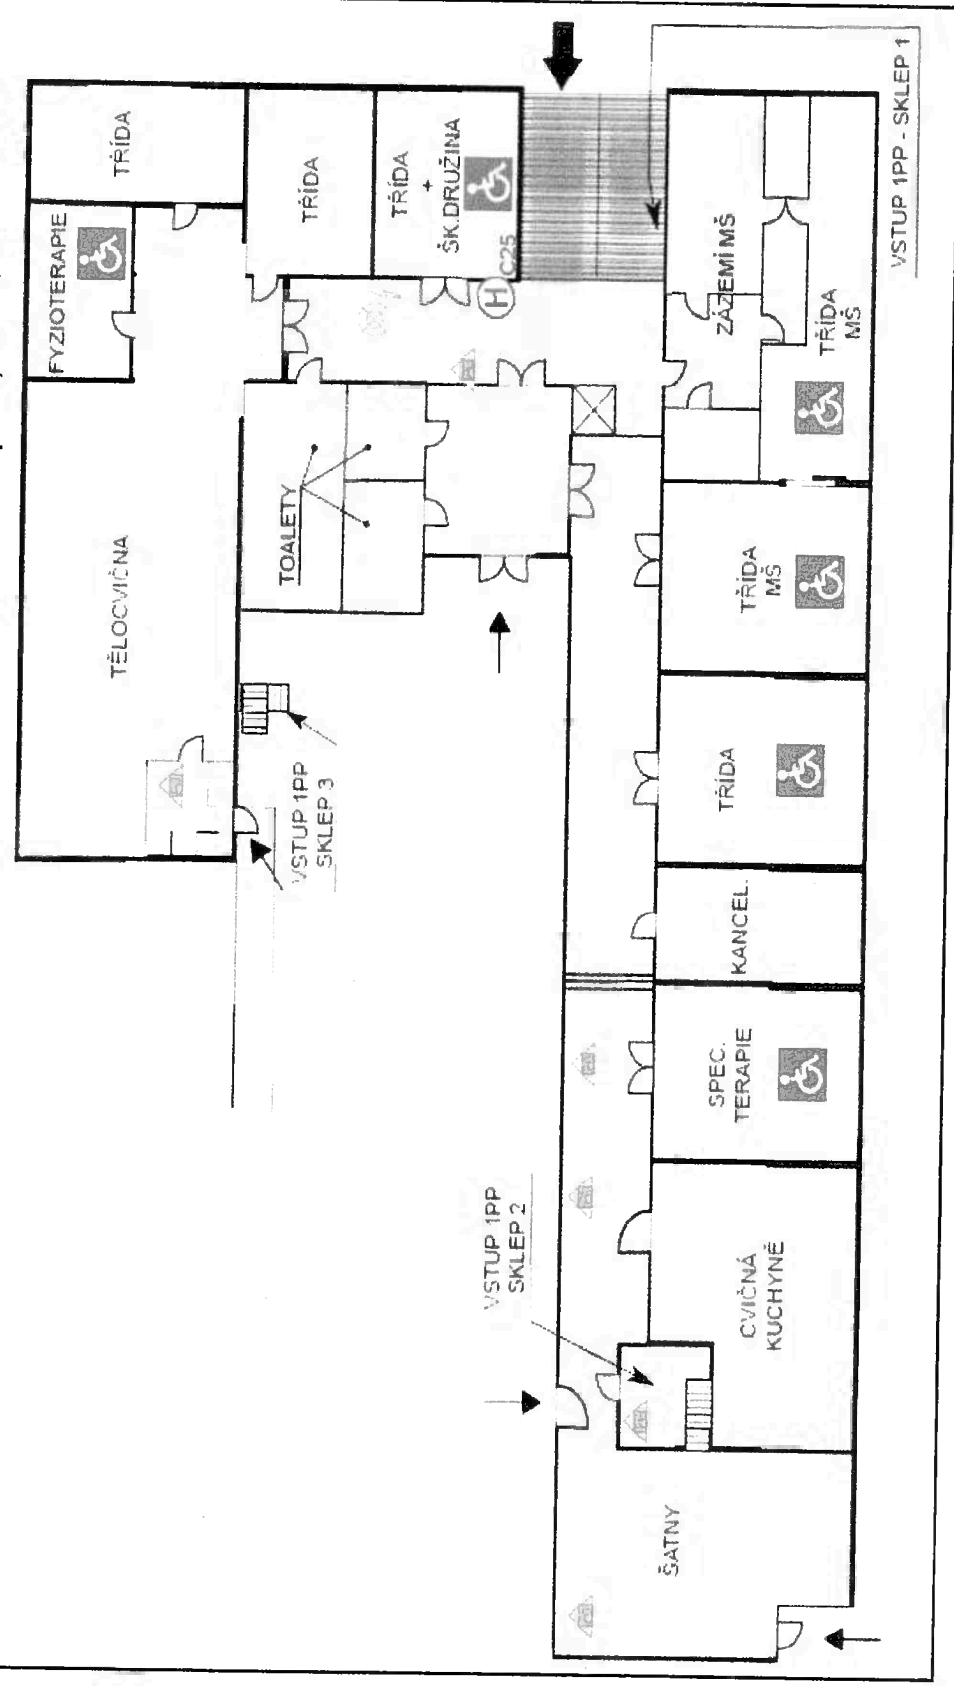 TŘÍDA
FYZIOTERAPIE
TŘÍDA
TŘÍDA
+
ŠK.DRUŽINA
H
C25
VSTUP 1PP - SKLEP 1
ZÁZEMÍ MŠ
TŘÍDA
MŠ
TOALETY
TĚLOCVIČNA
TŘÍDA
MŠ
VSTUP 1PP
SKLEP 3
TŘÍDA
KANCEL.
SPEC.
TERAPIE
VSTUP 1PP
SKLEP 2
CVIČNÁ
KUCHYNĚ
ŠATNY